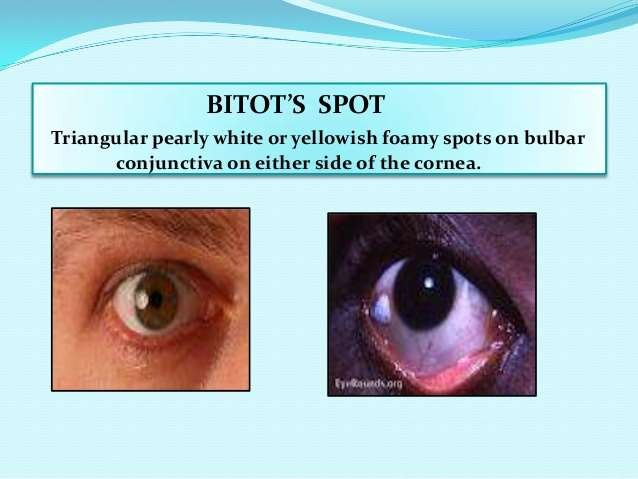 BITOT’S SPOT
Triangular pearly white or yellowish foamy spots on bulbar
conjunctiva on either side of the cornea.
EyeRounds.org